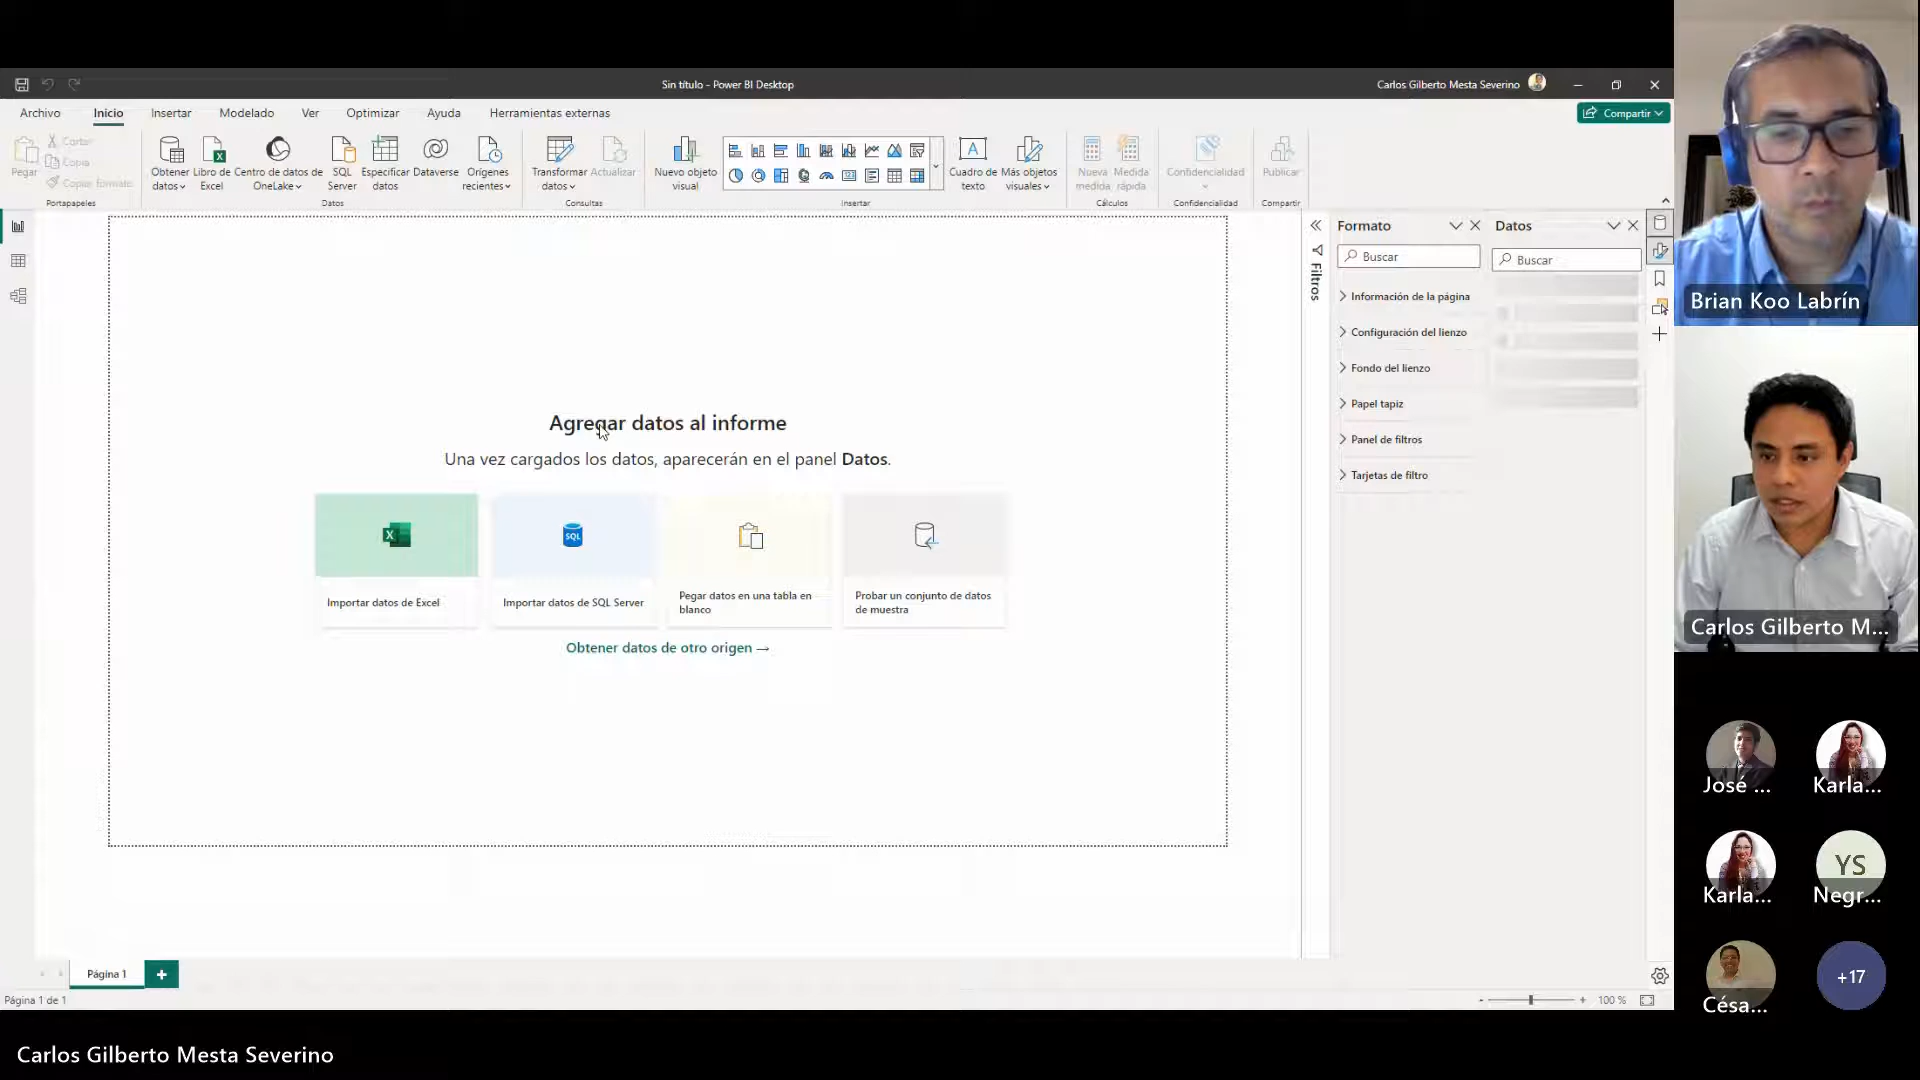 Sin título - Power BI Desktop
Carlos Gilberto Mesta Severino
Archivo
Inicio
Insertar
Modelado
Ver
Optimizar
Ayuda
Herramientas externas
Compartir
Pegar
Cortar
Copia
Copiar formato
Portapapeles
Obtener datos
Libro de Excel
Centro de datos de OneLake
SQL Server
Especificar datos
Dataverse
Orígenes recientes
Datos
Transformar datos
Actualizar
Consultas
Nuevo objeto visual
Cuadro de texto
Más objetos visuales
Insertar
Nueva medida
Medida rápida
Cálculos
Confidencialidad
Confidencialidad
Publicar
Compartir
Filtros
Formato
Buscar
Información de la página
Configuración del lienzo
Fondo del lienzo
Papel tapiz
Panel de filtros
Tarjetas de filtro
Datos
Buscar
Agregar datos al informe
Una vez cargados los datos, aparecerán en el panel Datos.
SQL
Importar datos de Excel
Importar datos de SQL Server
Pegar datos en una tabla en
blanco
Probar un conjunto de datos
de muestra
Obtener datos de otro origen →
Página 1
Página 1 de 1
100 %
Brian Koo Labrín
Carlos Gilberto M...
José ...
Karla...
Karla...
YS
Negr...
Césa...
+17
Carlos Gilberto Mesta Severino